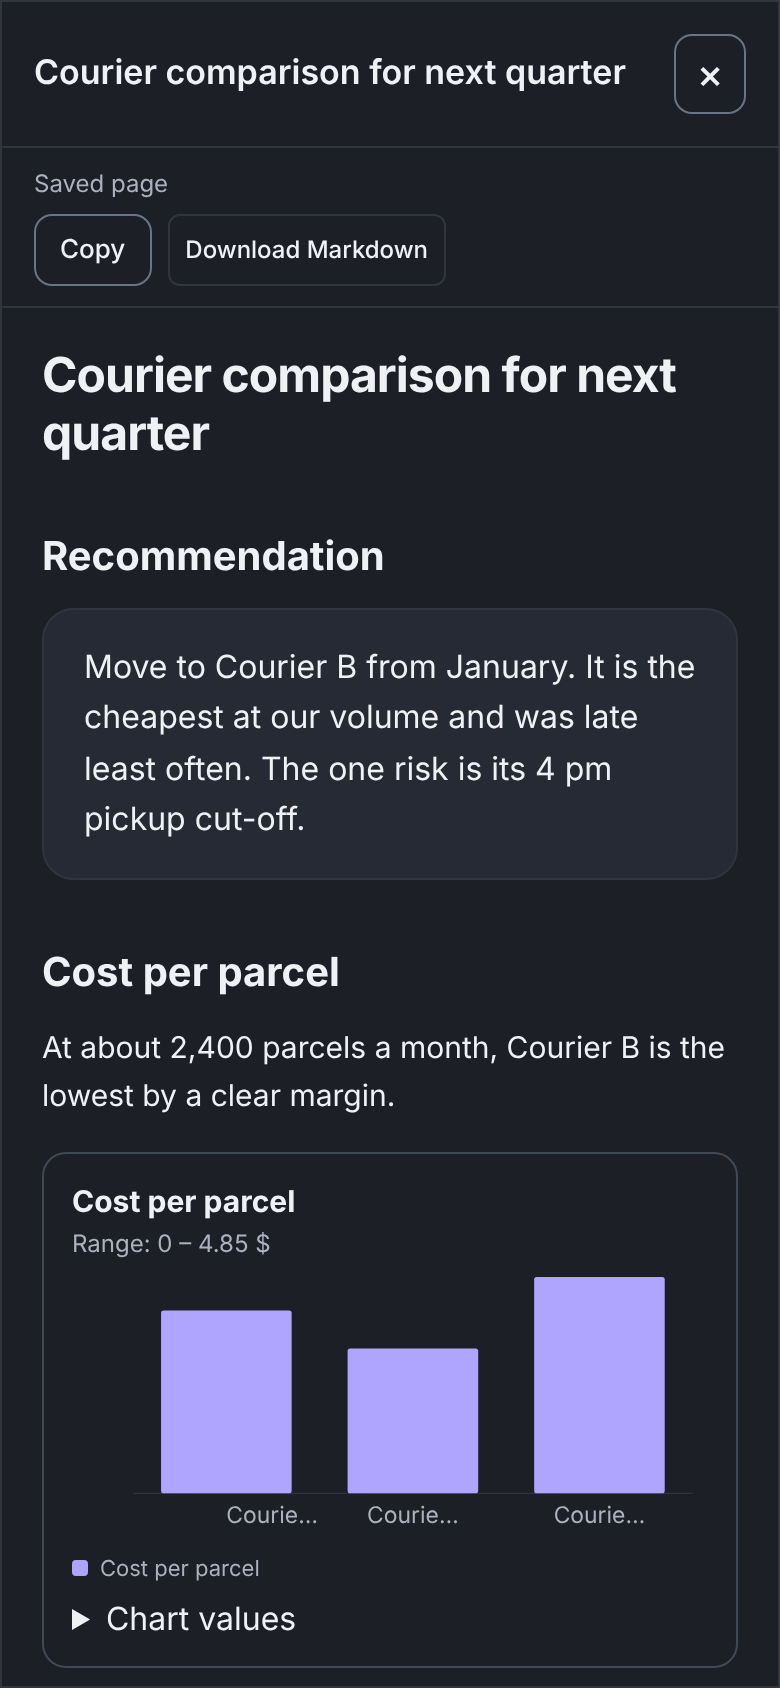 Courier comparison for next quarter
×
Saved page
Copy
Download Markdown
Courier comparison for next
quarter
Recommendation
Move to Courier B from January. It is the
cheapest at our volume and was late
least often. The one risk is its 4 pm
pickup cut-off.
Cost per parcel
At about 2,400 parcels a month, Courier B is the
lowest by a clear margin.
Cost per parcel
Range: 0 – 4.85 $
Courie... Courie... Courie...
Cost per parcel
Chart values